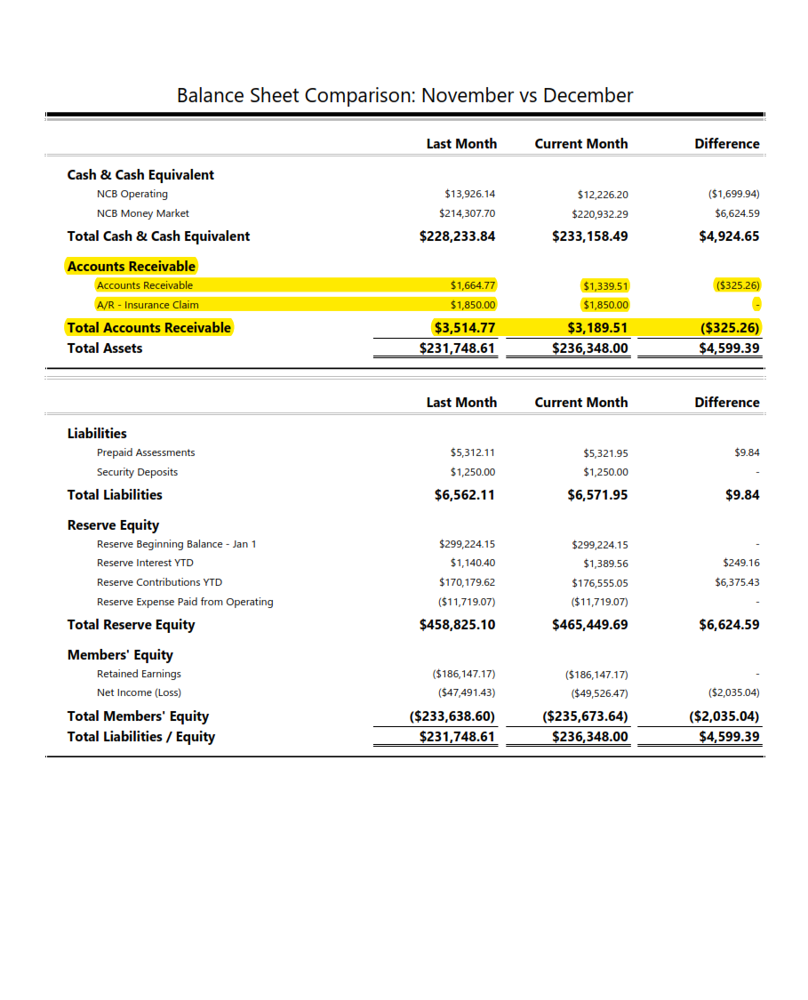 Balance Sheet Comparison: November vs December
Last Month Current Month Difference
Cash & Cash Equivalent
NCB Operating $13,926.14 $12,226.20 ($1,699.94)
NCB Money Market $214,307.70 $220,932.29 $6,624.59
Total Cash & Cash Equivalent $228,233.84 $233,158.49 $4,924.65
Accounts Receivable
Accounts Receivable $1,664.77 $1,339.51 ($325.26)
A/R - Insurance Claim $1,850.00 $1,850.00 -
Total Accounts Receivable $3,514.77 $3,189.51 ($325.26)
Total Assets $231,748.61 $236,348.00 $4,599.39
Last Month Current Month Difference
Liabilities
Prepaid Assessments $5,312.11 $5,321.95 $9.84
Security Deposits $1,250.00 $1,250.00 -
Total Liabilities $6,562.11 $6,571.95 $9.84
Reserve Equity
Reserve Beginning Balance - Jan 1 $299,224.15 $299,224.15 -
Reserve Interest YTD $1,140.40 $1,389.56 $249.16
Reserve Contributions YTD $170,179.62 $176,555.05 $6,375.43
Reserve Expense Paid from Operating ($11,719.07) ($11,719.07) -
Total Reserve Equity $458,825.10 $465,449.69 $6,624.59
Members' Equity
Retained Earnings ($186,147.17) ($186,147.17) -
Net Income (Loss) ($47,491.43) ($49,526.47) ($2,035.04)
Total Members' Equity ($233,638.60) ($235,673.64) ($2,035.04)
Total Liabilities / Equity $231,748.61 $236,348.00 $4,599.39